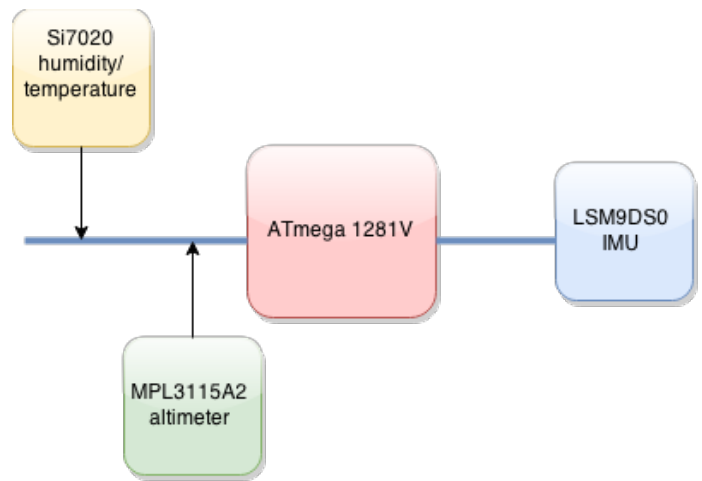 Si7020
humidity/
temperature
ATmega 1281V
LSM9DS0
IMU
MPL3115A2
altimeter